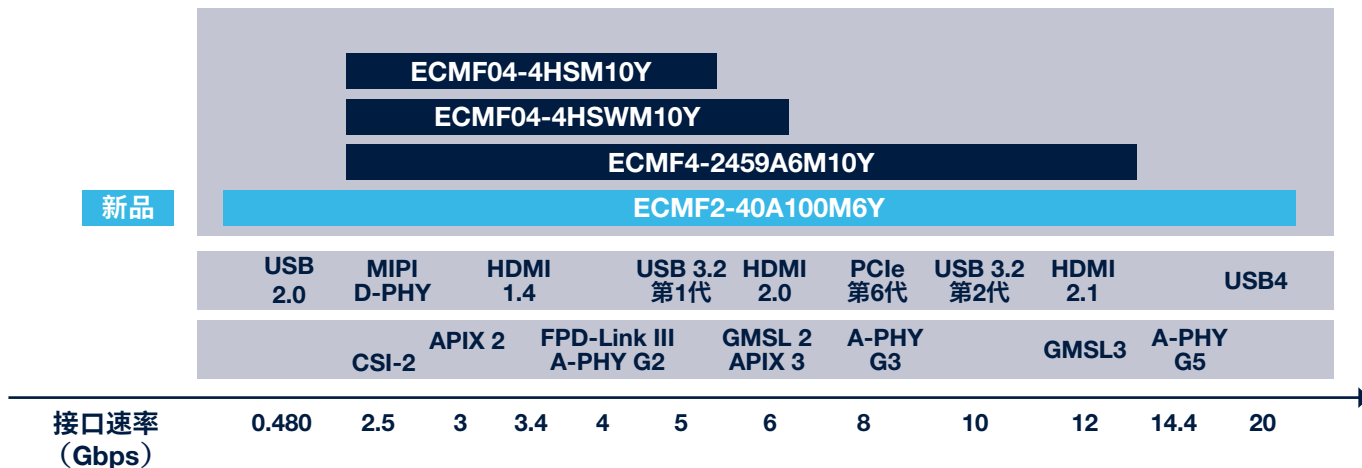 ECMF04-4HSM10Y
ECMF04-4HSWM10Y
ECMF4-2459A6M10Y
新品
ECMF2-40A100M6Y
USB
2.0
MIPI
D-PHY
HDMI
1.4
USB 3.2
第1代
HDMI
2.0
PCIe
第6代
USB 3.2
第2代
HDMI
2.1
USB4
CSI-2
APIX 2
FPD-Link III
A-PHY G2
GMSL 2
APIX 3
A-PHY
G3
GMSL3
A-PHY
G5
接口速率
（Gbps）
0.480 2.5 3 3.4 4 5 6 8 10 12 14.4 20